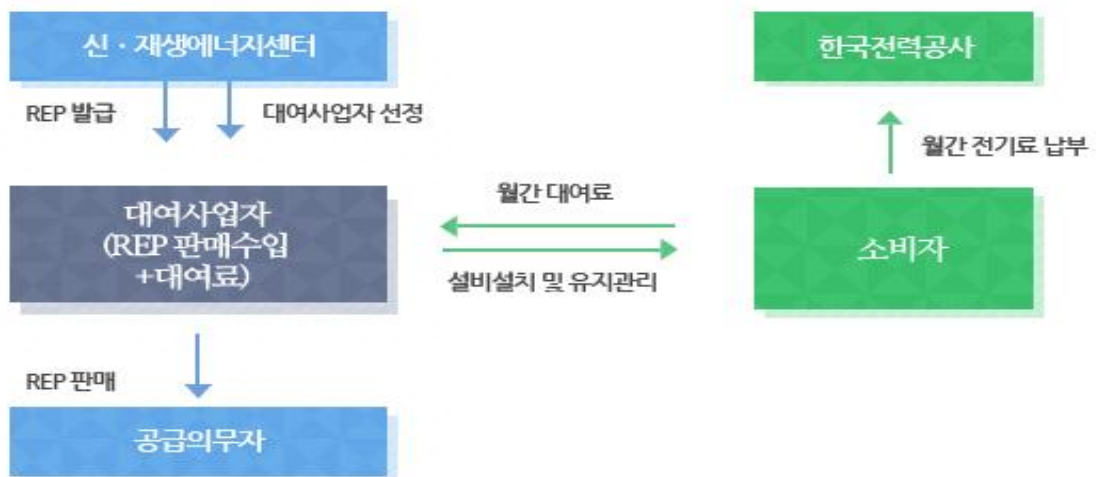 신 · 재생에너지센터
한국전력공사
REP 발급
대여사업자 선정
월간 전기료 납부
대여사업자
(REP 판매수입
+대여료)
월간 대여료
설비설치 및 유지관리
소비자
REP 판매
공급의무자